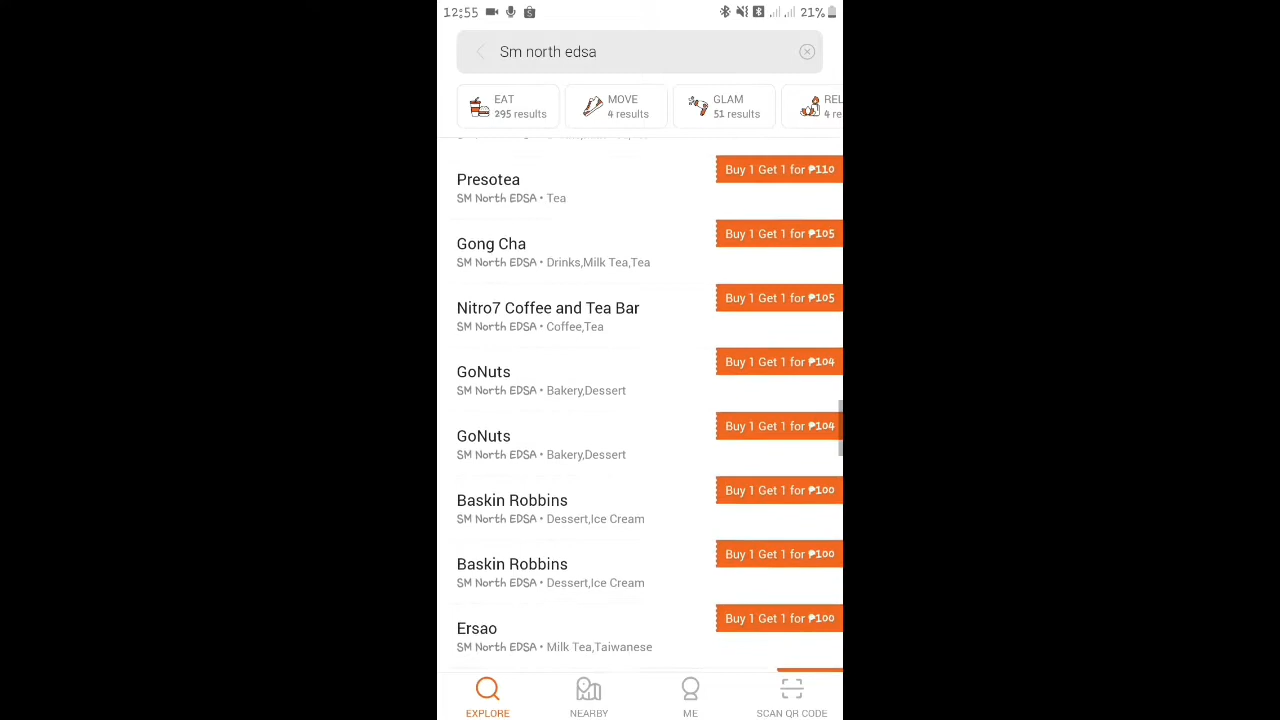 12:55 21%
Sm north edsa
EAT
295 results
MOVE
4 results
GLAM
51 results
REL
4 re
Presotea
SM North EDSA • Tea
Buy 1 Get 1 for ₱110
Gong Cha
SM North EDSA • Drinks,Milk Tea,Tea
Buy 1 Get 1 for ₱105
Nitro7 Coffee and Tea Bar
SM North EDSA • Coffee,Tea
Buy 1 Get 1 for ₱105
GoNuts
SM North EDSA • Bakery,Dessert
Buy 1 Get 1 for ₱104
GoNuts
SM North EDSA • Bakery,Dessert
Buy 1 Get 1 for ₱104
Baskin Robbins
SM North EDSA • Dessert,Ice Cream
Buy 1 Get 1 for ₱100
Baskin Robbins
SM North EDSA • Dessert,Ice Cream
Buy 1 Get 1 for ₱100
Ersao
SM North EDSA • Milk Tea,Taiwanese
Buy 1 Get 1 for ₱100
EXPLORE
NEARBY
ME
SCAN QR CODE